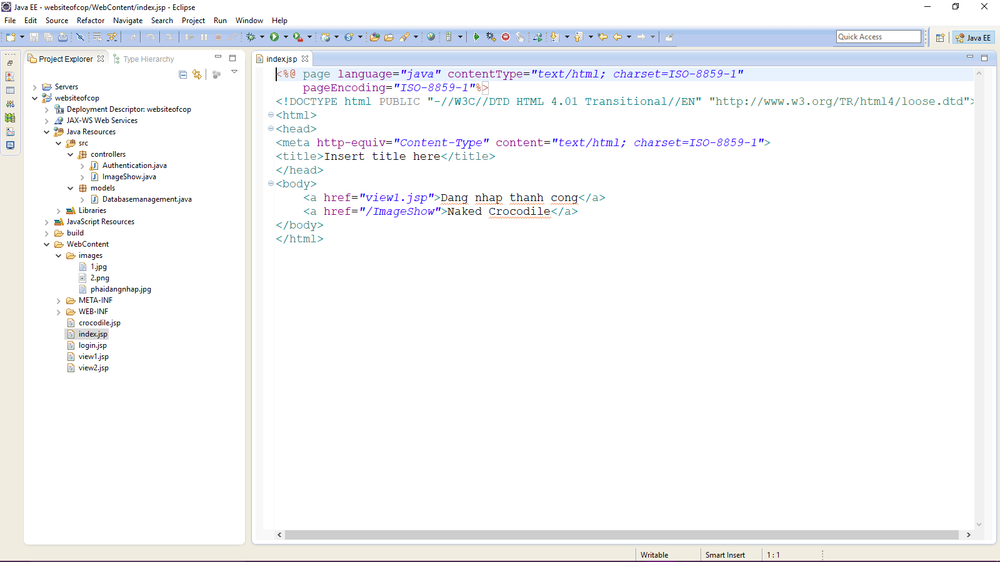 Java EE - websiteofcop/WebContent/index.jsp - Eclipse
File Edit Source Refactor Navigate Search Project Run Window Help
Quick Access
Java EE
Project Explorer
Type Hierarchy
index.jsp
Servers
websiteofcop
Deployment Descriptor: websiteofcop
JAX-WS Web Services
Java Resources
src
controllers
Authentication.java
ImageShow.java
models
Databasemanagement.java
Libraries
JavaScript Resources
build
WebContent
images
1.jpg
2.png
phaidangnhap.jpg
META-INF
WEB-INF
crocodile.jsp
index.jsp
login.jsp
view1.jsp
view2.jsp
<%@ page language="java" contentType="text/html; charset=ISO-8859-1"
pageEncoding="ISO-8859-1"%>
<!DOCTYPE html PUBLIC "-//W3C//DTD HTML 4.01 Transitional//EN" "http://www.w3.org/TR/html4/loose.dtd">
<html>
<head>
<meta http-equiv="Content-Type" content="text/html; charset=ISO-8859-1">
<title>Insert title here</title>
</head>
<body>
<a href="view1.jsp">Dang nhap thanh cong</a>
<a href="/ImageShow">Naked Crocodile</a>
</body>
</html>
Writable
Smart Insert
1 : 1